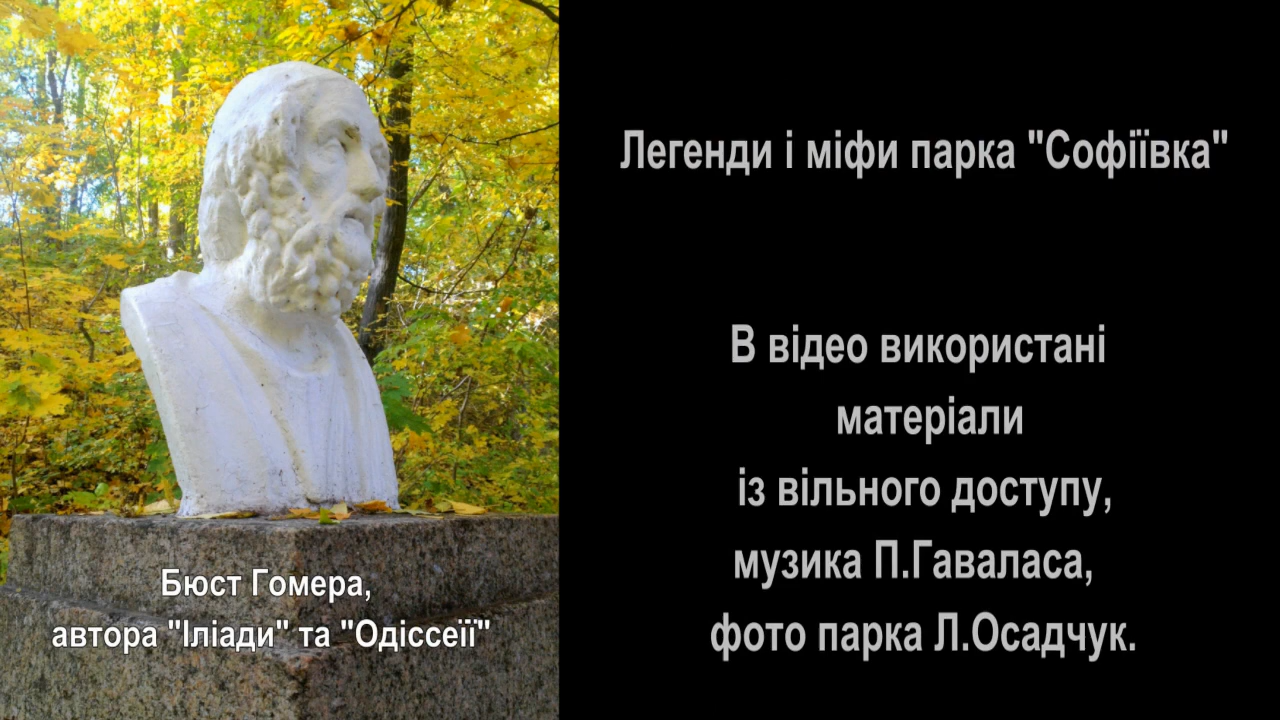 Бюст Гомера,
автора "Іліади" та "Одіссеїї"
Легенди і міфи парка "Софіївка"
В відео використані
матеріали
із вільного доступу,
музика П.Гаваласа,
фото парка Л.Осадчук.